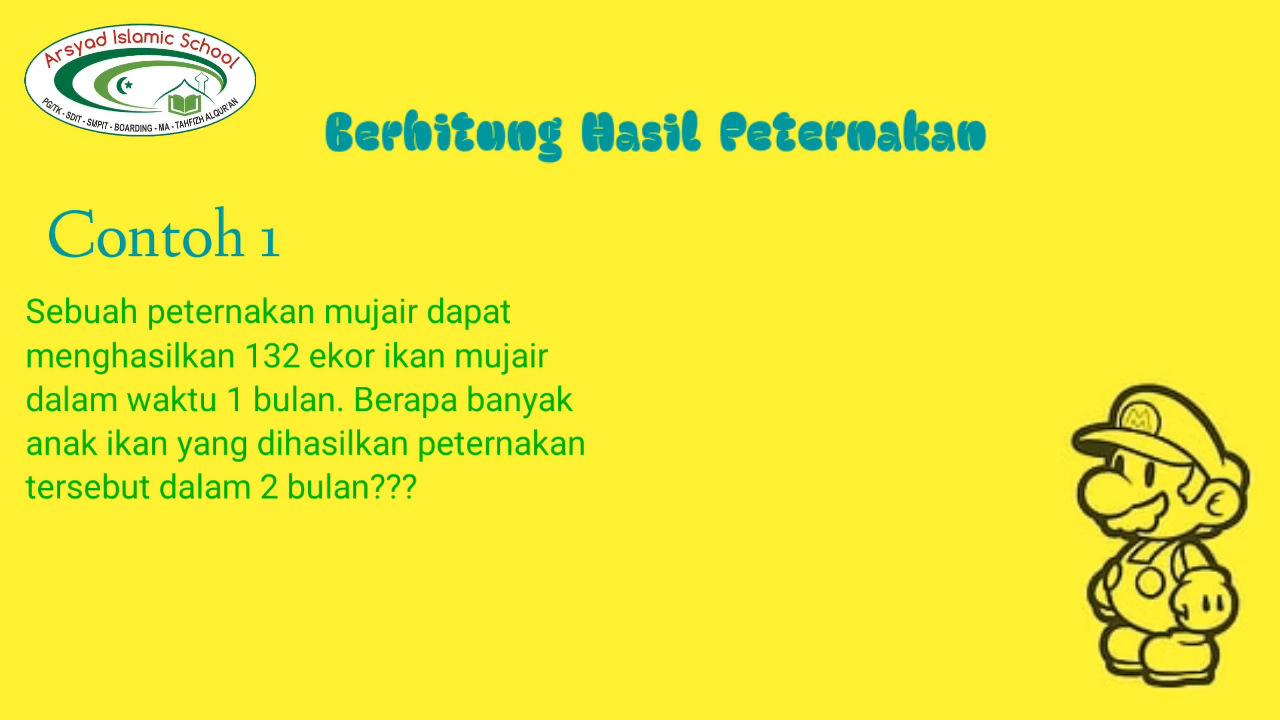 Arsyad Islamic School
PG/TK - SDIT - SMPIT - BOARDING - MA - TAHFIZH ALQUR'AN
Berhitung Hasil Peternakan
Contoh 1
Sebuah peternakan mujair dapat
menghasilkan 132 ekor ikan mujair
dalam waktu 1 bulan. Berapa banyak
anak ikan yang dihasilkan peternakan
tersebut dalam 2 bulan???
M